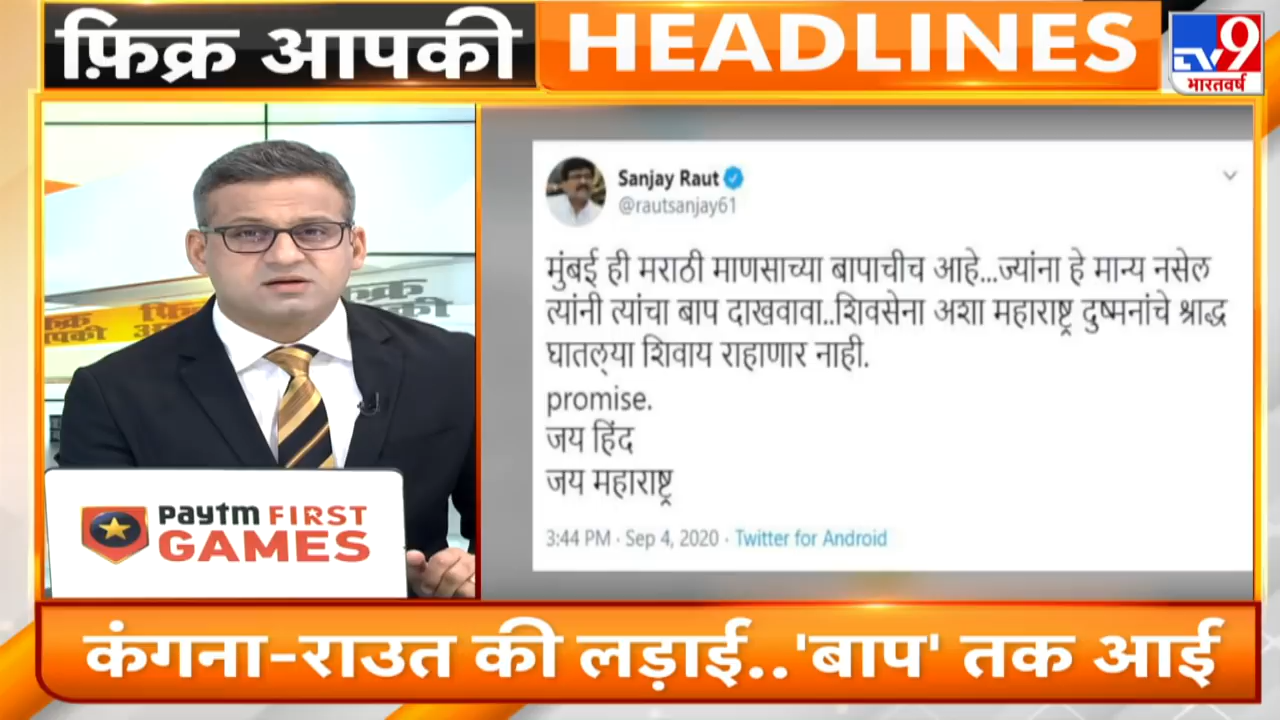 फ़िक्र आपकी
HEADLINES
TV9
भारतवर्ष
Sanjay Raut
@rautsanjay61
मुंबई ही मराठी माणसाच्या बापाचीच आहे...ज्यांना हे मान्य नसेल
त्यांनी त्यांचा बाप दाखवावा..शिवसेना अशा महाराष्ट्र दुष्मनांचे श्राद्ध
घातल्या शिवाय राहाणार नाही.
promise.
जय हिंद
जय महाराष्ट्र
3:44 PM · Sep 4, 2020 · Twitter for Android
paytm FIRST
GAMES
कंगना-राउत की लड़ाई..'बाप' तक आई